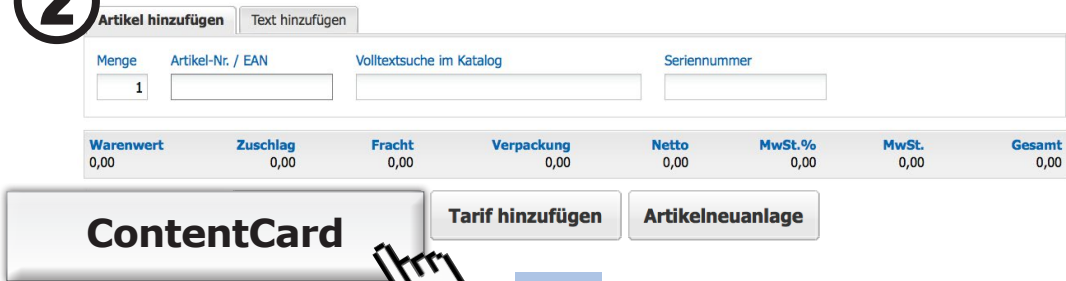 2
Artikel hinzufügen Text hinzufügen
Menge Artikel-Nr. / EAN Volltextsuche im Katalog Seriennummer
1
Warenwert Zuschlag Fracht Verpackung Netto MwSt.% MwSt. Gesamt
0,00 0,00 0,00 0,00 0,00 0,00 0,00 0,00
ContentCard Tarif hinzufügen Artikelneuanlage